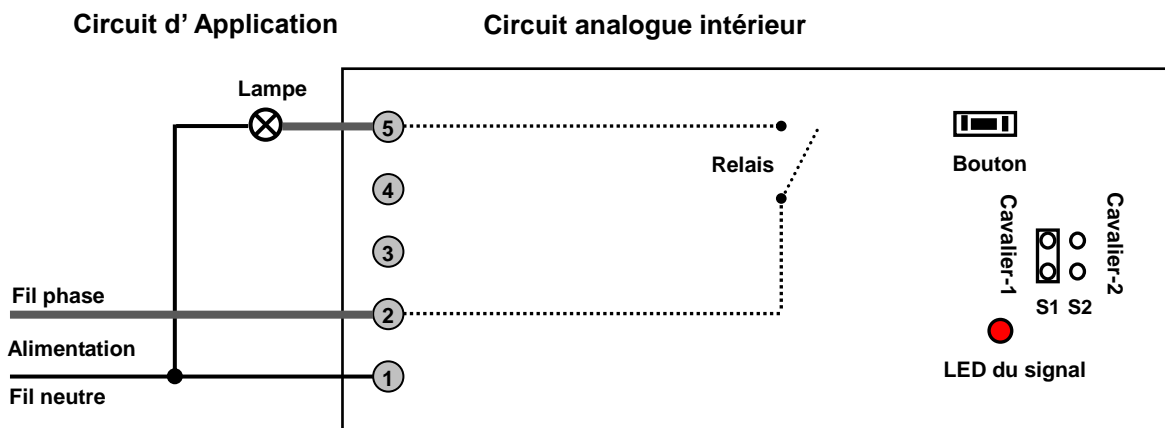 Circuit d’ Application
Circuit analogue intérieur
Lampe
5
Relais
Bouton
4
3
Cavalier-1
Cavalier-2
S1 S2
Fil phase
2
LED du signal
Alimentation
1
Fil neutre